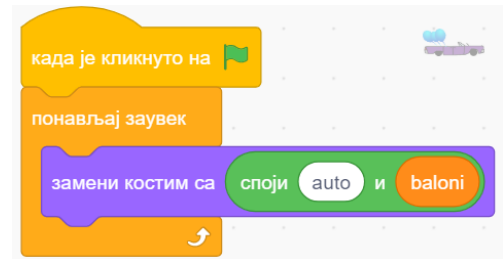 када је кликнуто на
понављај заувек
замени костим са споји auto и baloni